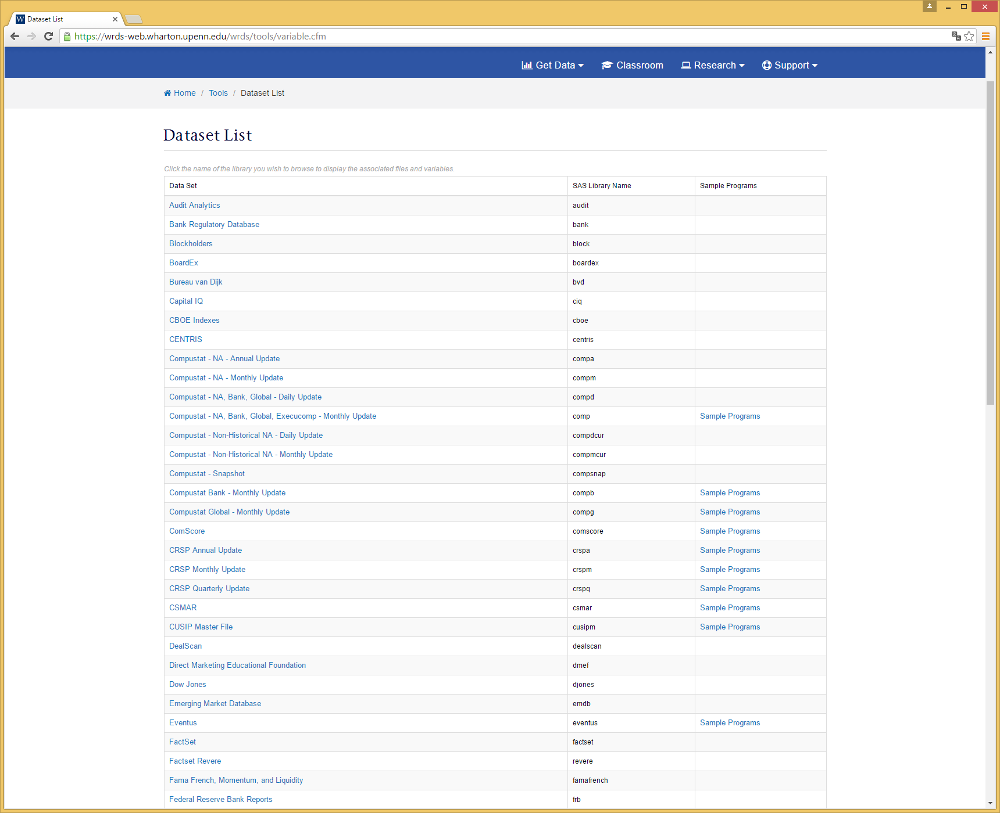 Dataset List
https://wrds-web.wharton.upenn.edu/wrds/tools/variable.cfm
Get Data Classroom Research Support
Home / Tools / Dataset List
Dataset List
Click the name of the library you wish to browse to display the associated files and variables.
Data Set SAS Library Name Sample Programs
Audit Analytics audit
Bank Regulatory Database bank
Blockholders block
BoardEx boardex
Bureau van Dijk bvd
Capital IQ ciq
CBOE Indexes cboe
CENTRIS centris
Compustat - NA - Annual Update compa
Compustat - NA - Monthly Update compm
Compustat - NA, Bank, Global - Daily Update compd
Compustat - NA, Bank, Global, Execucomp - Monthly Update comp Sample Programs
Compustat - Non-Historical NA - Daily Update compdcur
Compustat - Non-Historical NA - Monthly Update compmcur
Compustat - Snapshot compsnap
Compustat Bank - Monthly Update compb Sample Programs
Compustat Global - Monthly Update compg Sample Programs
ComScore comscore Sample Programs
CRSP Annual Update crspa Sample Programs
CRSP Monthly Update crspm Sample Programs
CRSP Quarterly Update crspq Sample Programs
CSMAR csmar Sample Programs
CUSIP Master File cusipm Sample Programs
DealScan dealscan
Direct Marketing Educational Foundation dmef
Dow Jones djones
Emerging Market Database emdb
Eventus eventus Sample Programs
FactSet factset
Factset Revere revere
Fama French, Momentum, and Liquidity famafrench
Federal Reserve Bank Reports frb